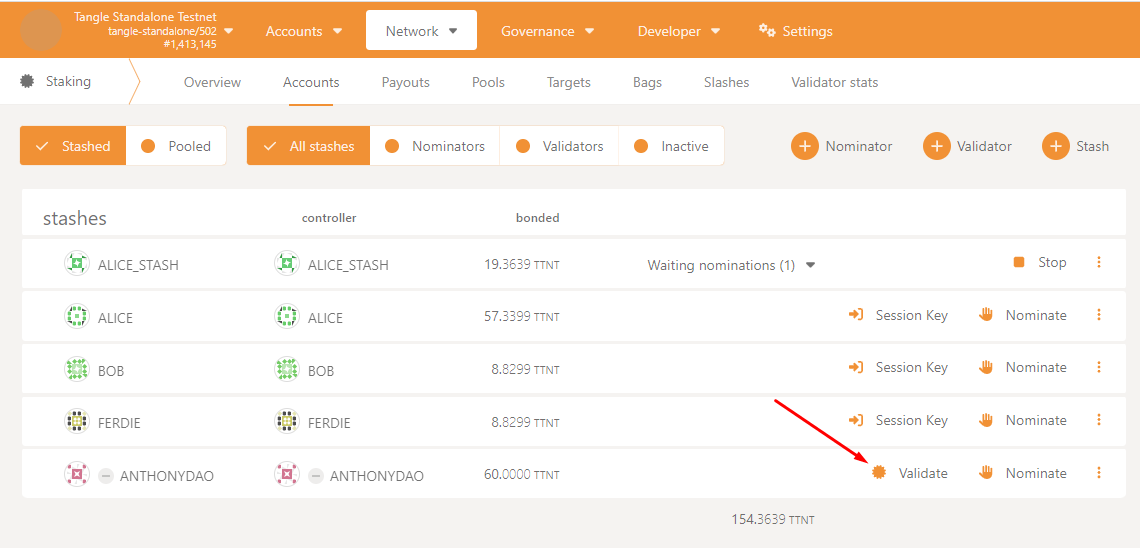 Tangle Standalone Testnet
tangle-standalone/502
#1,413,145
Accounts
Network
Governance
Developer
Settings
Staking
Overview
Accounts
Payouts
Pools
Targets
Bags
Slashes
Validator stats
Stashed
Pooled
All stashes
Nominators
Validators
Inactive
Nominator
Validator
Stash
stashes controller bonded
ALICE_STASH ALICE_STASH 19.3639 TTNT Waiting nominations (1) Stop
ALICE ALICE 57.3399 TTNT Session Key Nominate
BOB BOB 8.8299 TTNT Session Key Nominate
FERDIE FERDIE 8.8299 TTNT Session Key Nominate
ANTHONYDAO ANTHONYDAO 60.0000 TTNT Validate Nominate
154.3639 TTNT